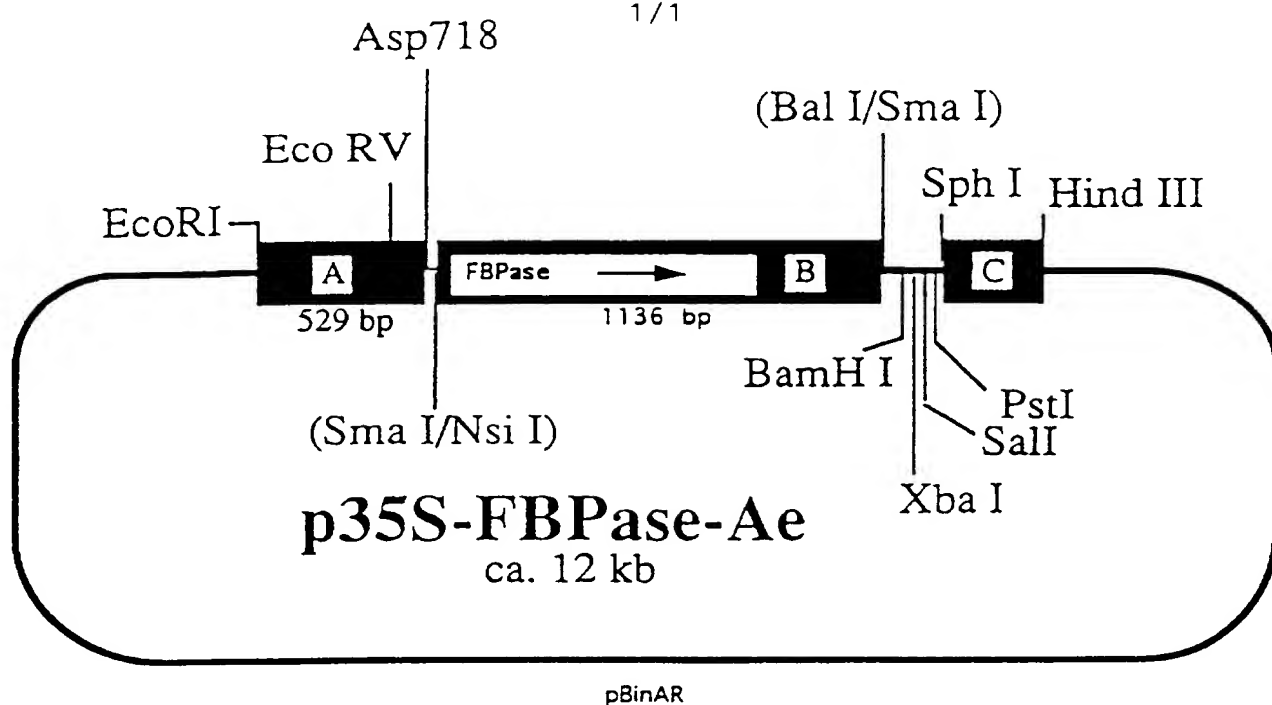 1/1
Asp718
(Bal I/Sma I)
Eco RV
Sph I
Hind III
EcoRI
A
FBPase
B
C
529 bp
1136 bp
BamH I
PstI
(Sma I/Nsi I)
SalI
Xba I
p35S-FBPase-Ae
ca. 12 kb
pBinAR